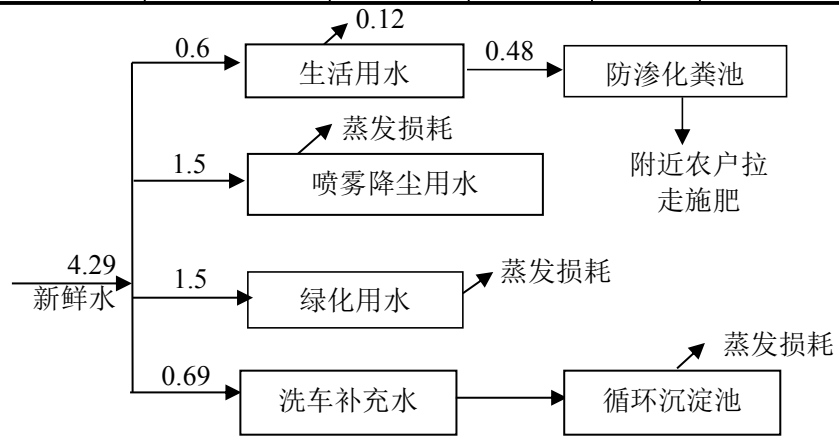 0.12
0.6
生活用水
0.48
防渗化粪池
蒸发损耗
附近农户拉
走施肥
1.5
喷雾降尘用水
4.29
新鲜水
1.5
绿化用水
蒸发损耗
蒸发损耗
0.69
洗车补充水
循环沉淀池